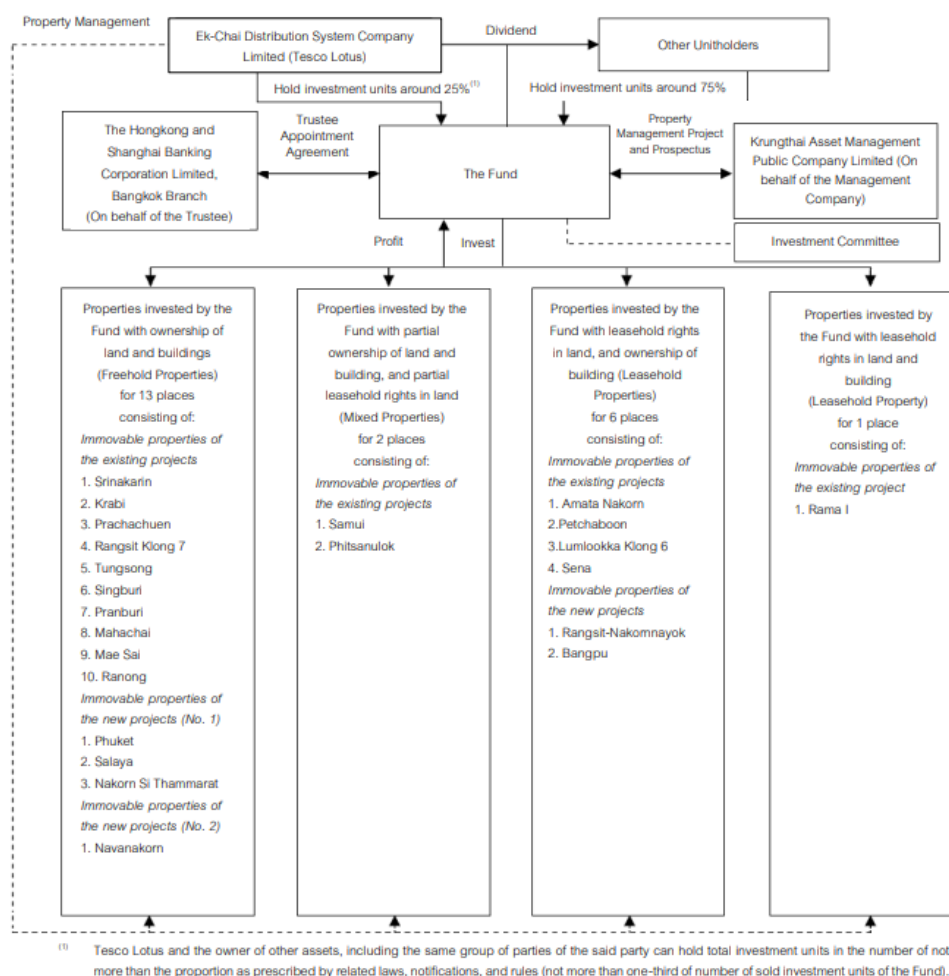 Property Management
Ek-Chai Distribution System Company
Limited (Tesco Lotus)
Dividend
Other Unitholders
Hold investment units around 25%(1)
Hold investment units around 75%
The Hongkong and
Shanghai Banking
Corporation Limited,
Bangkok Branch
(On behalf of the Trustee)
Trustee
Appointment
Agreement
The Fund
Property
Management Project
and Prospectus
Krungthai Asset Management
Public Company Limited (On
behalf of the Management
Company)
Investment Committee
Profit
Invest
Properties invested by the
Fund with ownership of
land and buildings
(Freehold Properties)
for 13 places
consisting of:
Immovable properties of
the existing projects
1. Srinakarin
2. Krabi
3. Prachachuen
4. Rangsit Klong 7
5. Tungsong
6. Singburi
7. Pranburi
8. Mahachai
9. Mae Sai
10. Ranong
Immovable properties of
the new projects (No. 1)
1. Phuket
2. Salaya
3. Nakorn Si Thammarat
Immovable properties of
the new projects (No. 2)
1. Navanakorn
Properties invested by the
Fund with partial
ownership of land and
building, and partial
leasehold rights in land
(Mixed Properties)
for 2 places
consisting of:
Immovable properties of
the existing projects
1. Samui
2. Phitsanulok
Properties invested by the
Fund with leasehold rights
in land, and ownership of
building (Leasehold
Properties)
for 6 places
consisting of:
Immovable properties of
the existing projects
1. Amata Nakorn
2.Petchaboon
3.Lumlookka Klong 6
4. Sena
Immovable properties of
the new projects
1. Rangsit-Nakornnayok
2. Bangpu
Properties invested by
the Fund with leasehold
rights in land and
building
(Leasehold Property)
for 1 place
consisting of:
Immovable properties of
the existing project
1. Rama I
(1) Tesco Lotus and the owner of other assets, including the same group of parties of the said party can hold total investment units in the number of not
more than the proportion as prescribed by related laws, notifications, and rules (not more than one-third of number of sold investment units of the Fund).